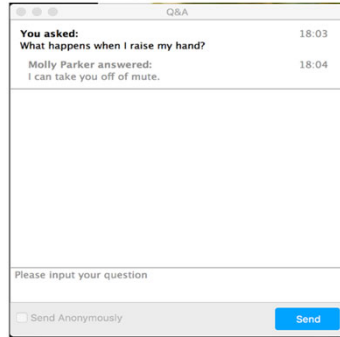 Q&A
You asked: 18:03
What happens when I raise my hand?
Molly Parker answered: 18:04
I can take you off of mute.
Please input your question
Send Anonymously
Send